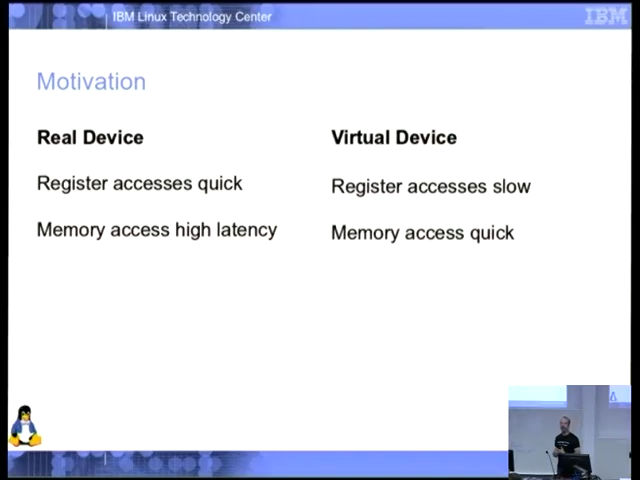 IBM Linux Technology Center
IBM
Motivation
Real Device
Virtual Device
Register accesses quick
Register accesses slow
Memory access high latency
Memory access quick